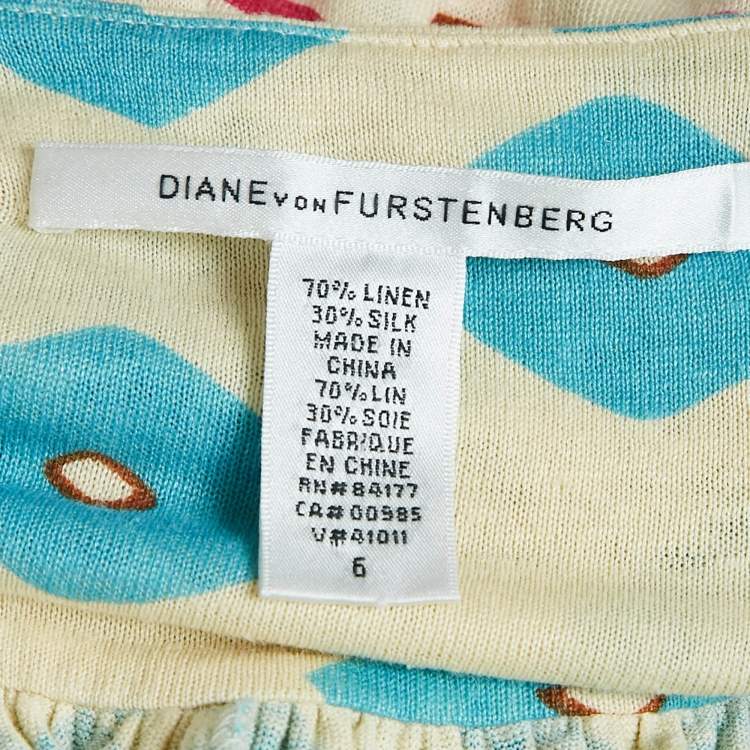 DIANE VON FURSTENBERG
70% LINEN
30% SILK
MADE IN
CHINA
70% LIN
30% SOIE
FABRIQUE
EN CHINE
RN#84177
CA#00985
V#41011
6